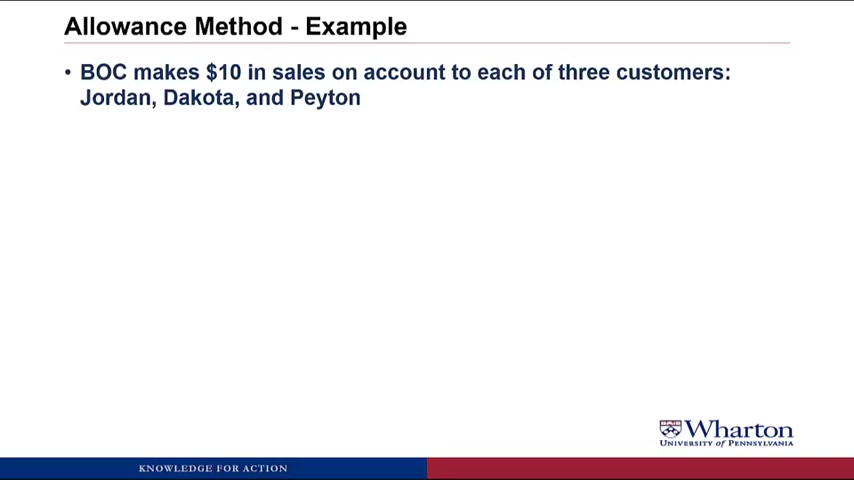 Allowance Method - Example
• BOC makes $10 in sales on account to each of three customers:
Jordan, Dakota, and Peyton
Wharton
UNIVERSITY OF PENNSYLVANIA
KNOWLEDGE FOR ACTION